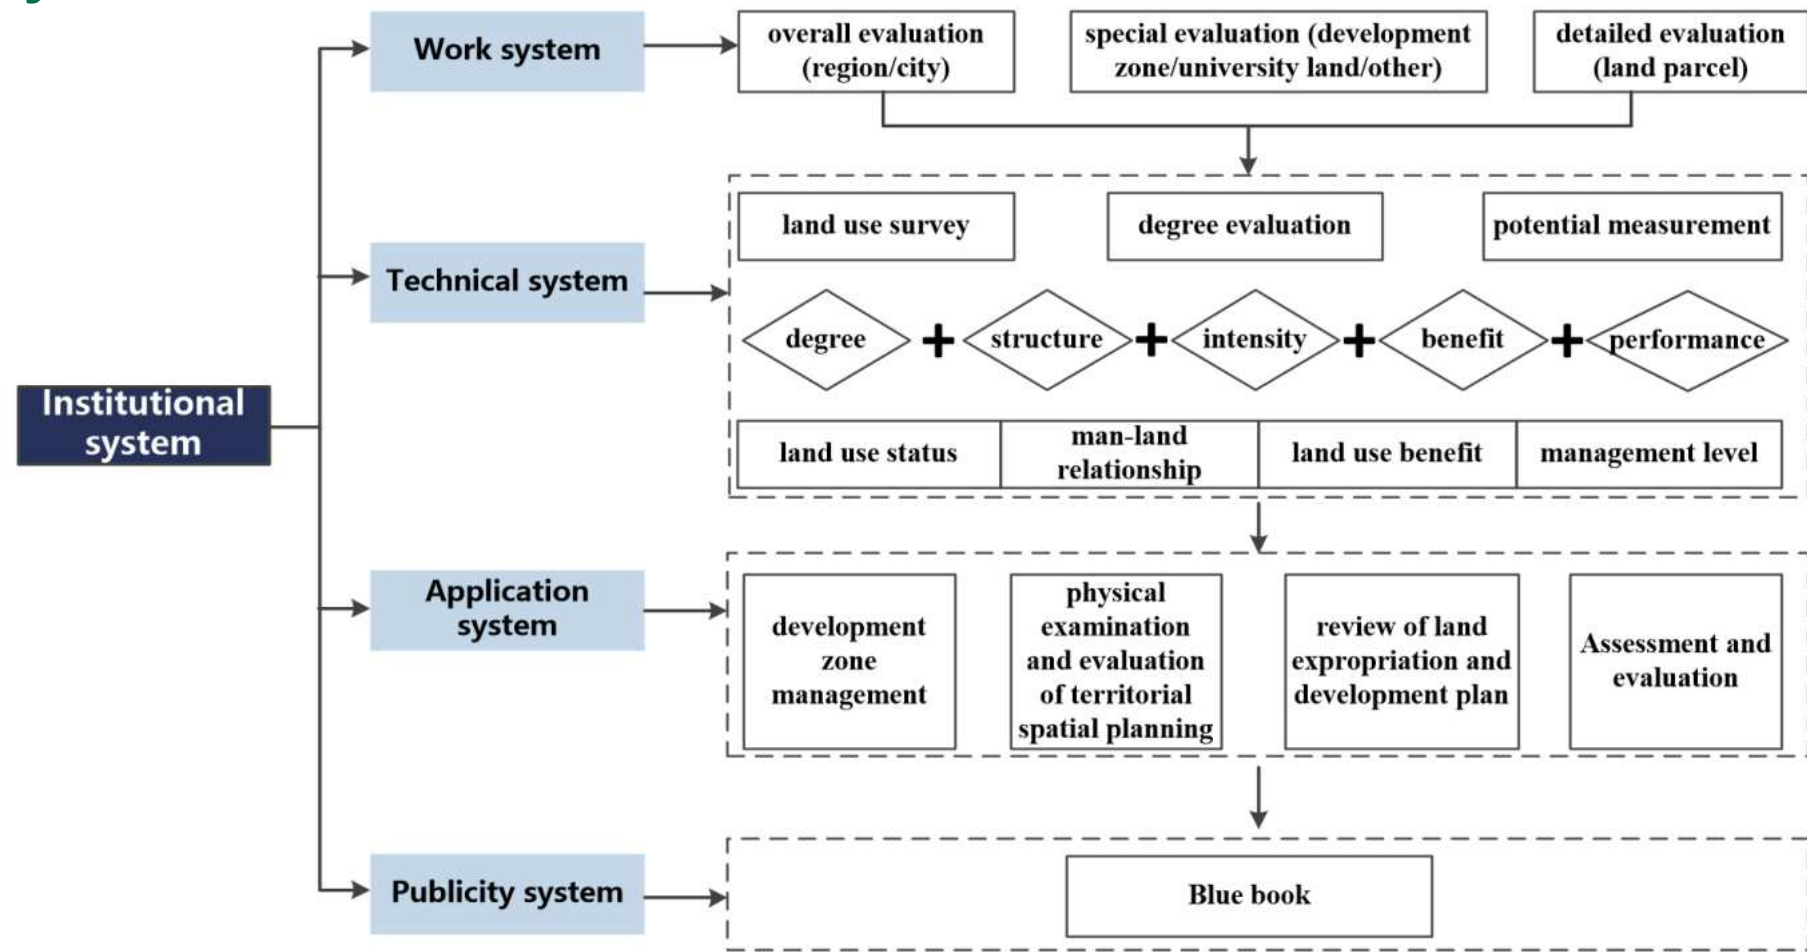 Work system
overall evaluation
(region/city)
special evaluation (development
zone/university land/other)
detailed evaluation
(land parcel)
Technical system
land use survey
degree evaluation
potential measurement
degree
structure
intensity
benefit
performance
land use status
man-land
relationship
land use benefit
management level
Institutional
system
Application
system
development
zone
management
physical
examination
and evaluation
of territorial
spatial planning
review of land
expropriation and
development plan
Assessment and
evaluation
Publicity system
Blue book